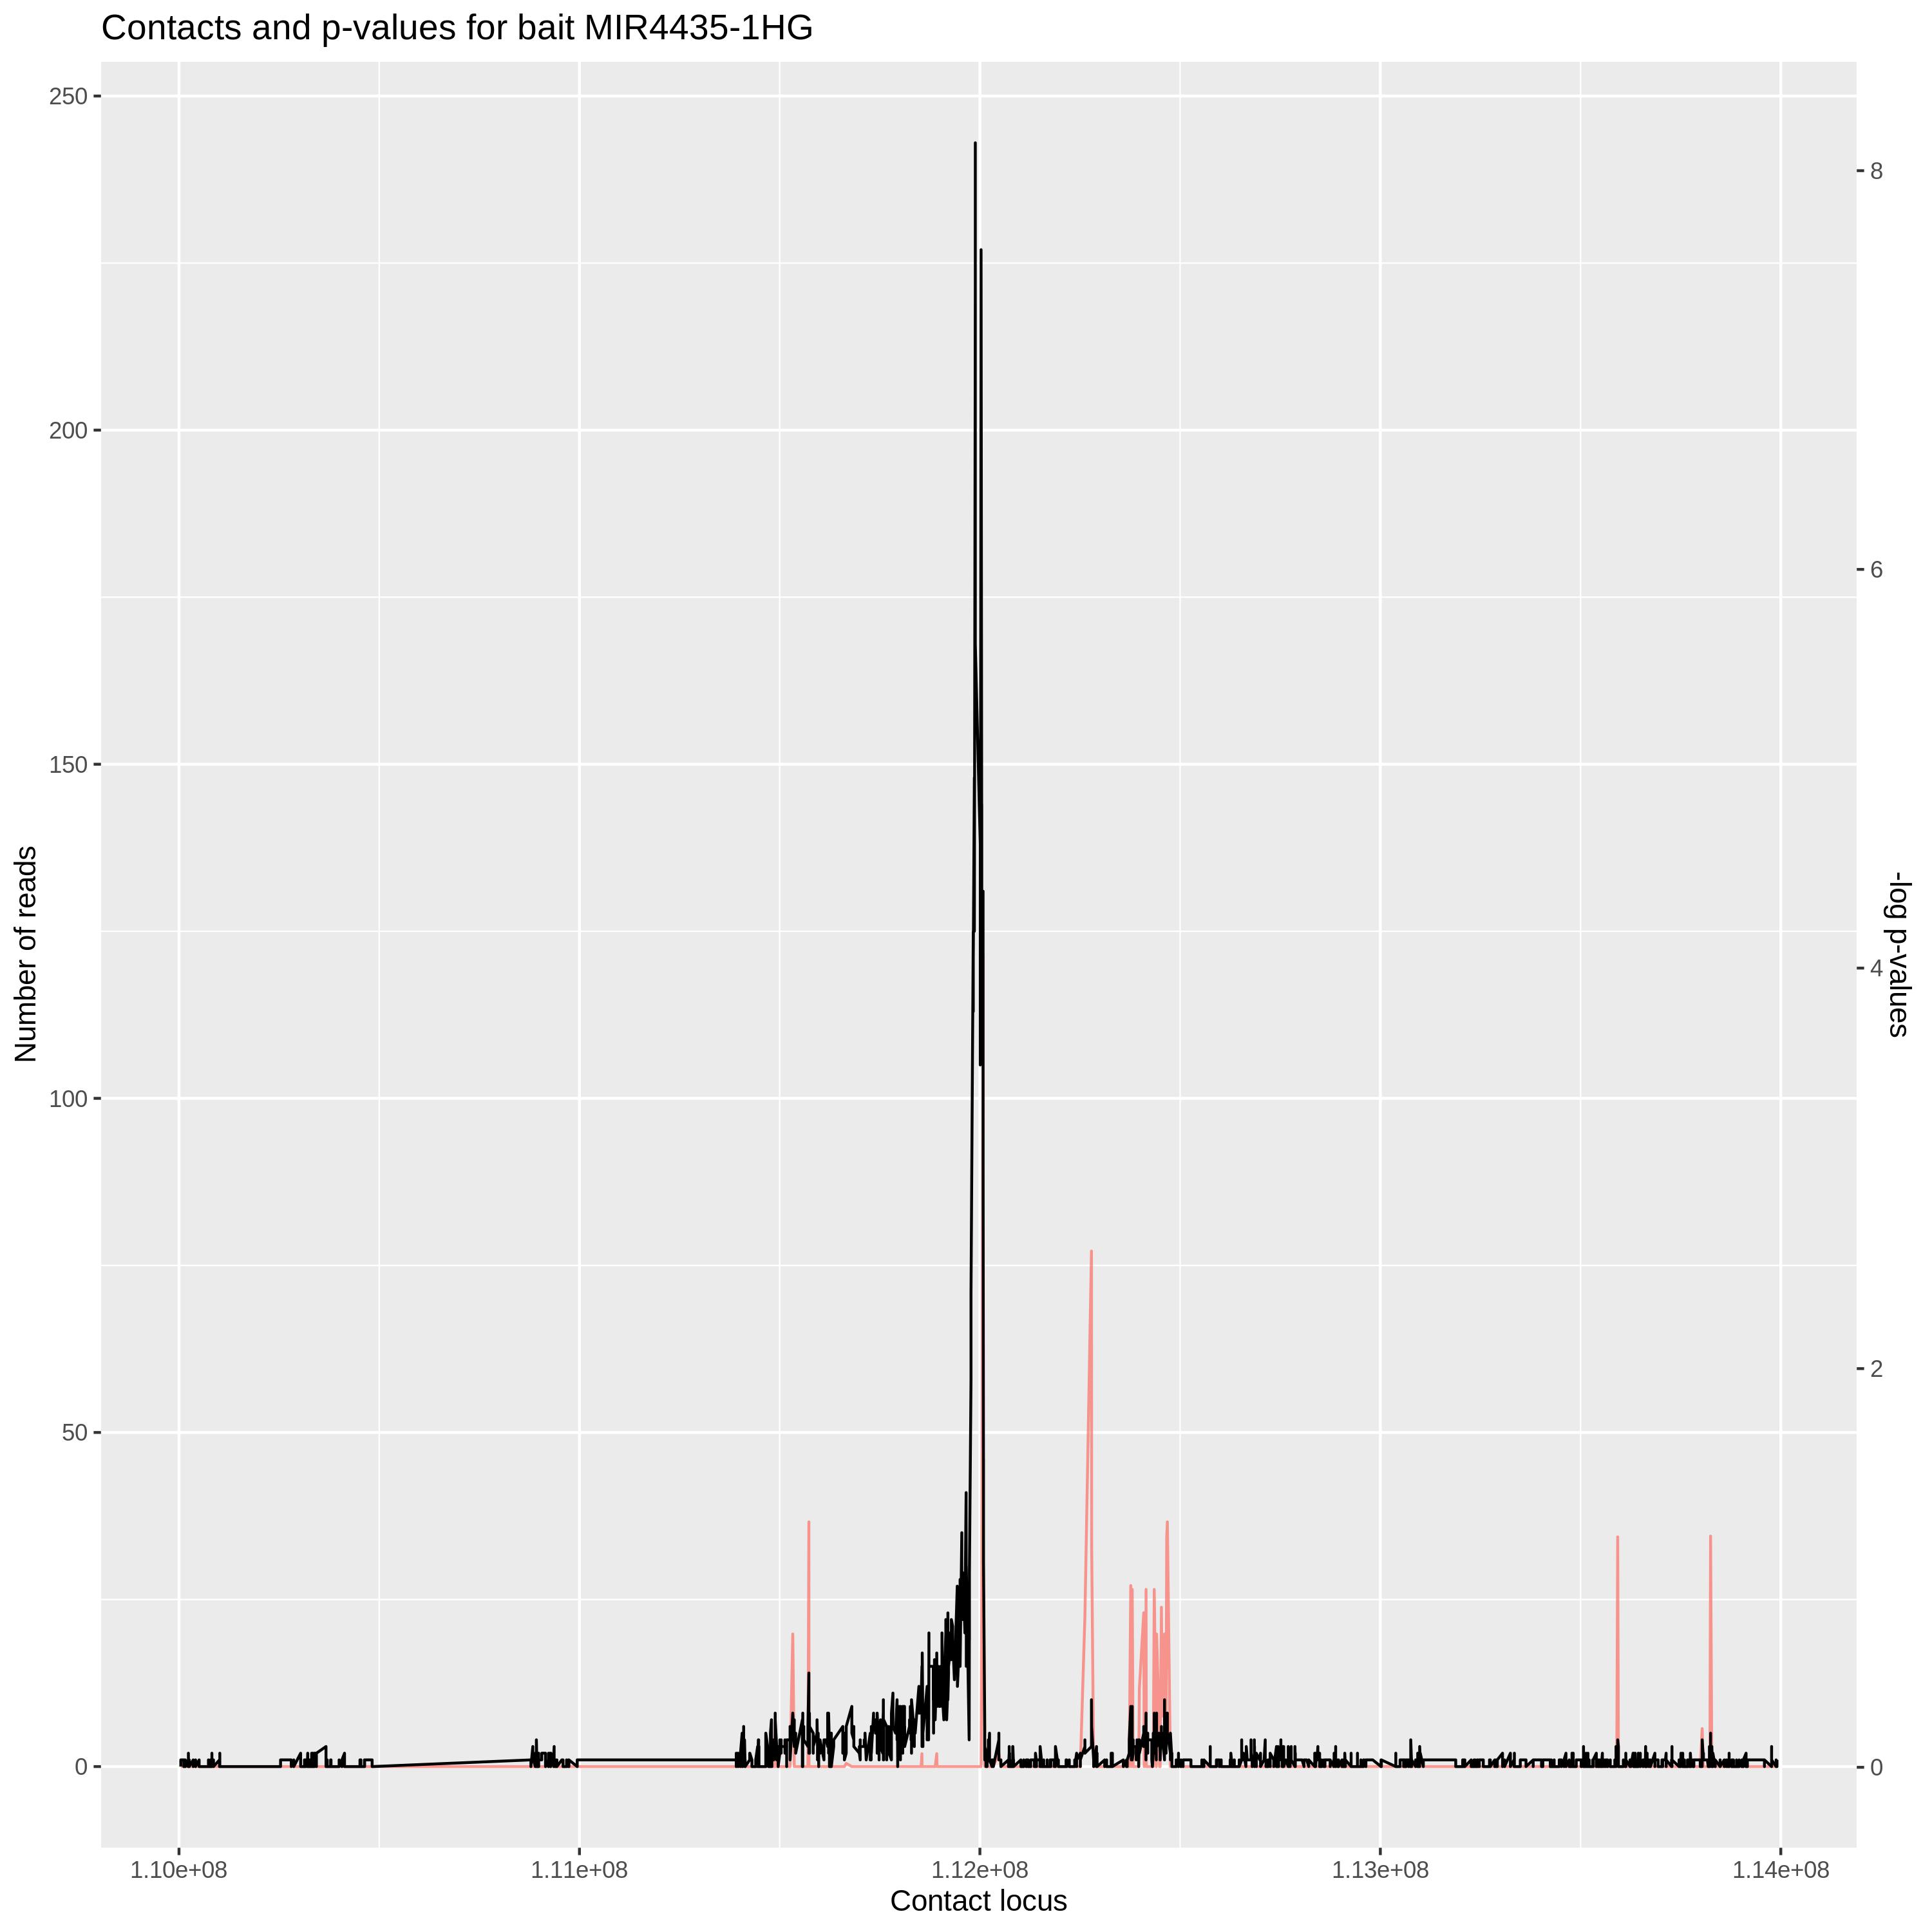 Contacts and p-values for bait MIR4435-1HG
250
200
150
100
50
0
Number of reads
8
6
4
2
0
-log p-values
1.10e+08
1.11e+08
1.12e+08
1.13e+08
1.14e+08
Contact locus